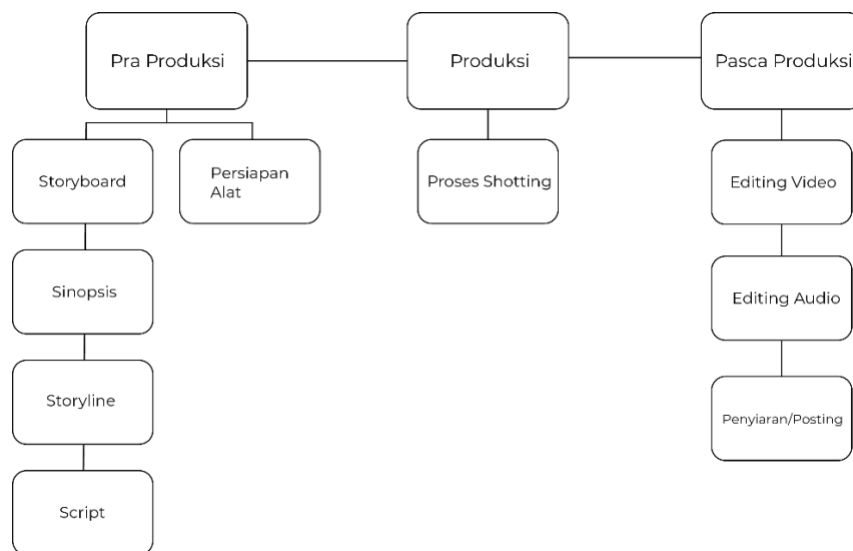 Pra Produksi
Produksi
Pasca Produksi
Storyboard
Persiapan
Alat
Proses Shotting
Editing Video
Sinopsis
Editing Audio
Storyline
Penyiaran/Posting
Script